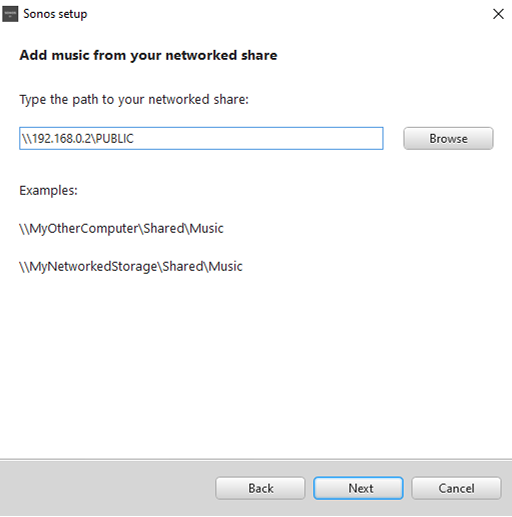 Sonos setup
Add music from your networked share
Type the path to your networked share:
\\192.168.0.2\PUBLIC
Browse
Examples:
\\MyOtherComputer\Shared\Music
\\MyNetworkedStorage\Shared\Music
Back
Next
Cancel